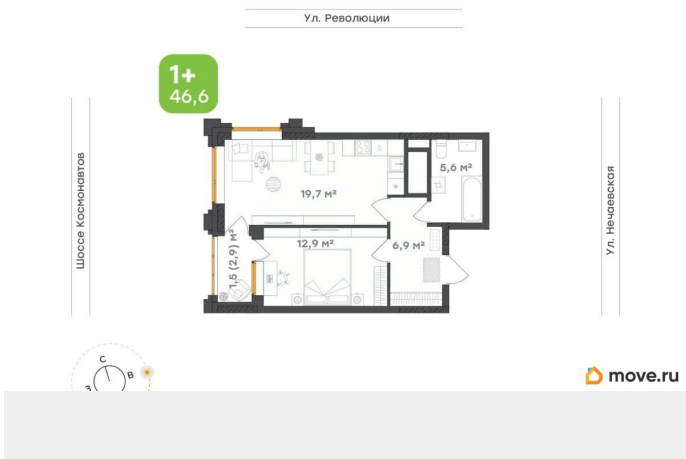 Ул. Революции
1+
46,6
Шоссе Космонавтов
Ул. Нечаевская
5,6 м²
19,7 м²
1,5 (2,9) м²
12,9 м²
6,9 м²
С
В
З
move.ru